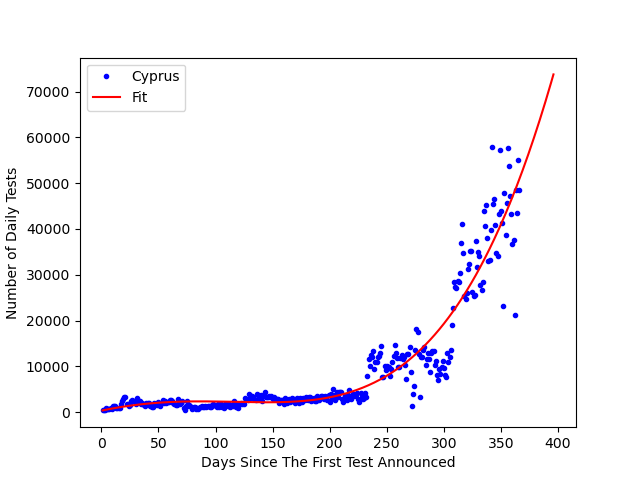 Cyprus
Fit
70000
60000
50000
40000
30000
20000
10000
0
Number of Daily Tests
0 50 100 150 200 250 300 350 400
Days Since The First Test Announced